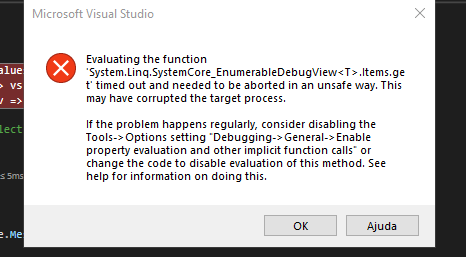 Microsoft Visual Studio
Evaluating the function
'System.Linq.SystemCore_EnumerableDebugView<T>.Items.ge
t' timed out and needed to be aborted in an unsafe way. This
may have corrupted the target process.
If the problem happens regularly, consider disabling the
Tools->Options setting "Debugging->General->Enable
property evaluation and other implicit function calls" or
change the code to disable evaluation of this method. See
help for information on doing this.
OK
Ajuda
alue
> vs
v =>
lect
≤ 5ms
e.Me